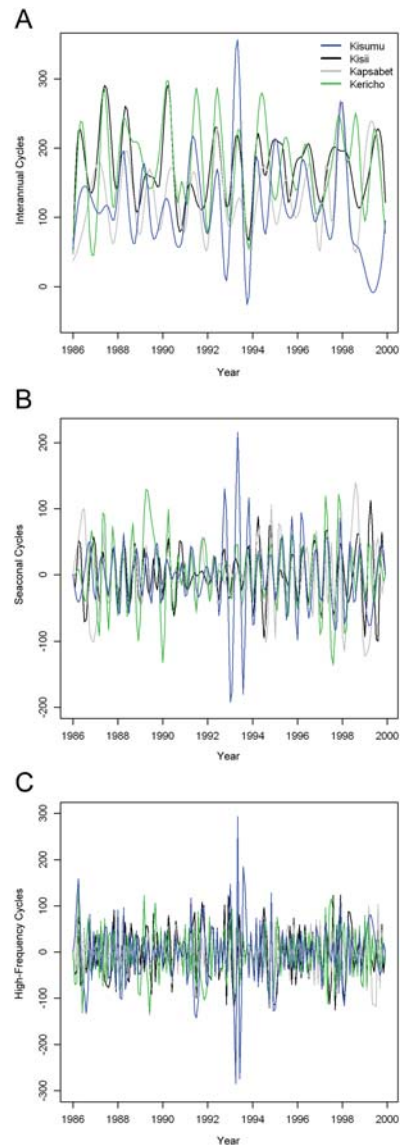 A
Kisumu
Kisii
Kapsabet
Kericho
Interannual Cycles
300
200
100
0
1986 1988 1990 1992 1994 1996 1998 2000
Year
B
Seaconal Cycles
200
100
0
-100
-200
1986 1988 1990 1992 1994 1996 1998 2000
Year
C
High-Frequency Cycles
300
200
100
0
-100
-200
-300
1986 1988 1990 1992 1994 1996 1998 2000
Year